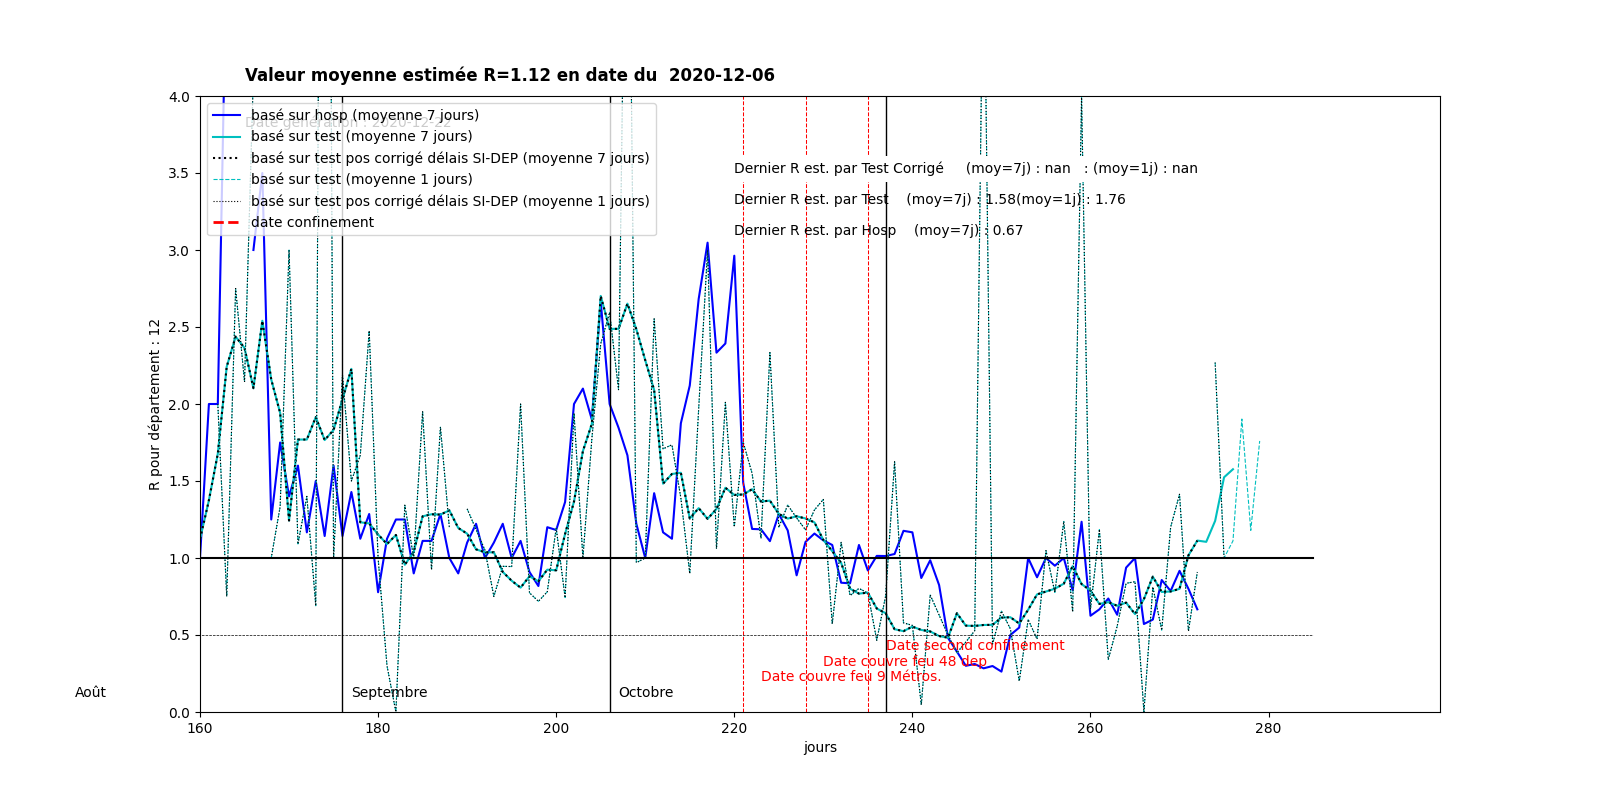 Valeur moyenne estimée R=1.12 en date du  2020-12-06
Date génération : 2020-12-22
basé sur hosp (moyenne 7 jours)
basé sur test (moyenne 7 jours)
basé sur test pos corrigé délais SI-DEP (moyenne 7 jours)
basé sur test (moyenne 1 jours)
basé sur test pos corrigé délais SI-DEP (moyenne 1 jours)
date confinement
Dernier R est. par Test Corrigé     (moy=7j) : nan   : (moy=1j) : nan
Dernier R est. par Test    (moy=7j) : 1.58(moy=1j) : 1.76
Dernier R est. par Hosp    (moy=7j) : 0.67
4.0
3.5
3.0
2.5
2.0
1.5
1.0
0.5
0.0
R pour département : 12
Date second confinement
Date couvre feu 48 dep
Date couvre feu 9 Métros.
Août
Septembre
Octobre
160 180 200 220 240 260 280
jours